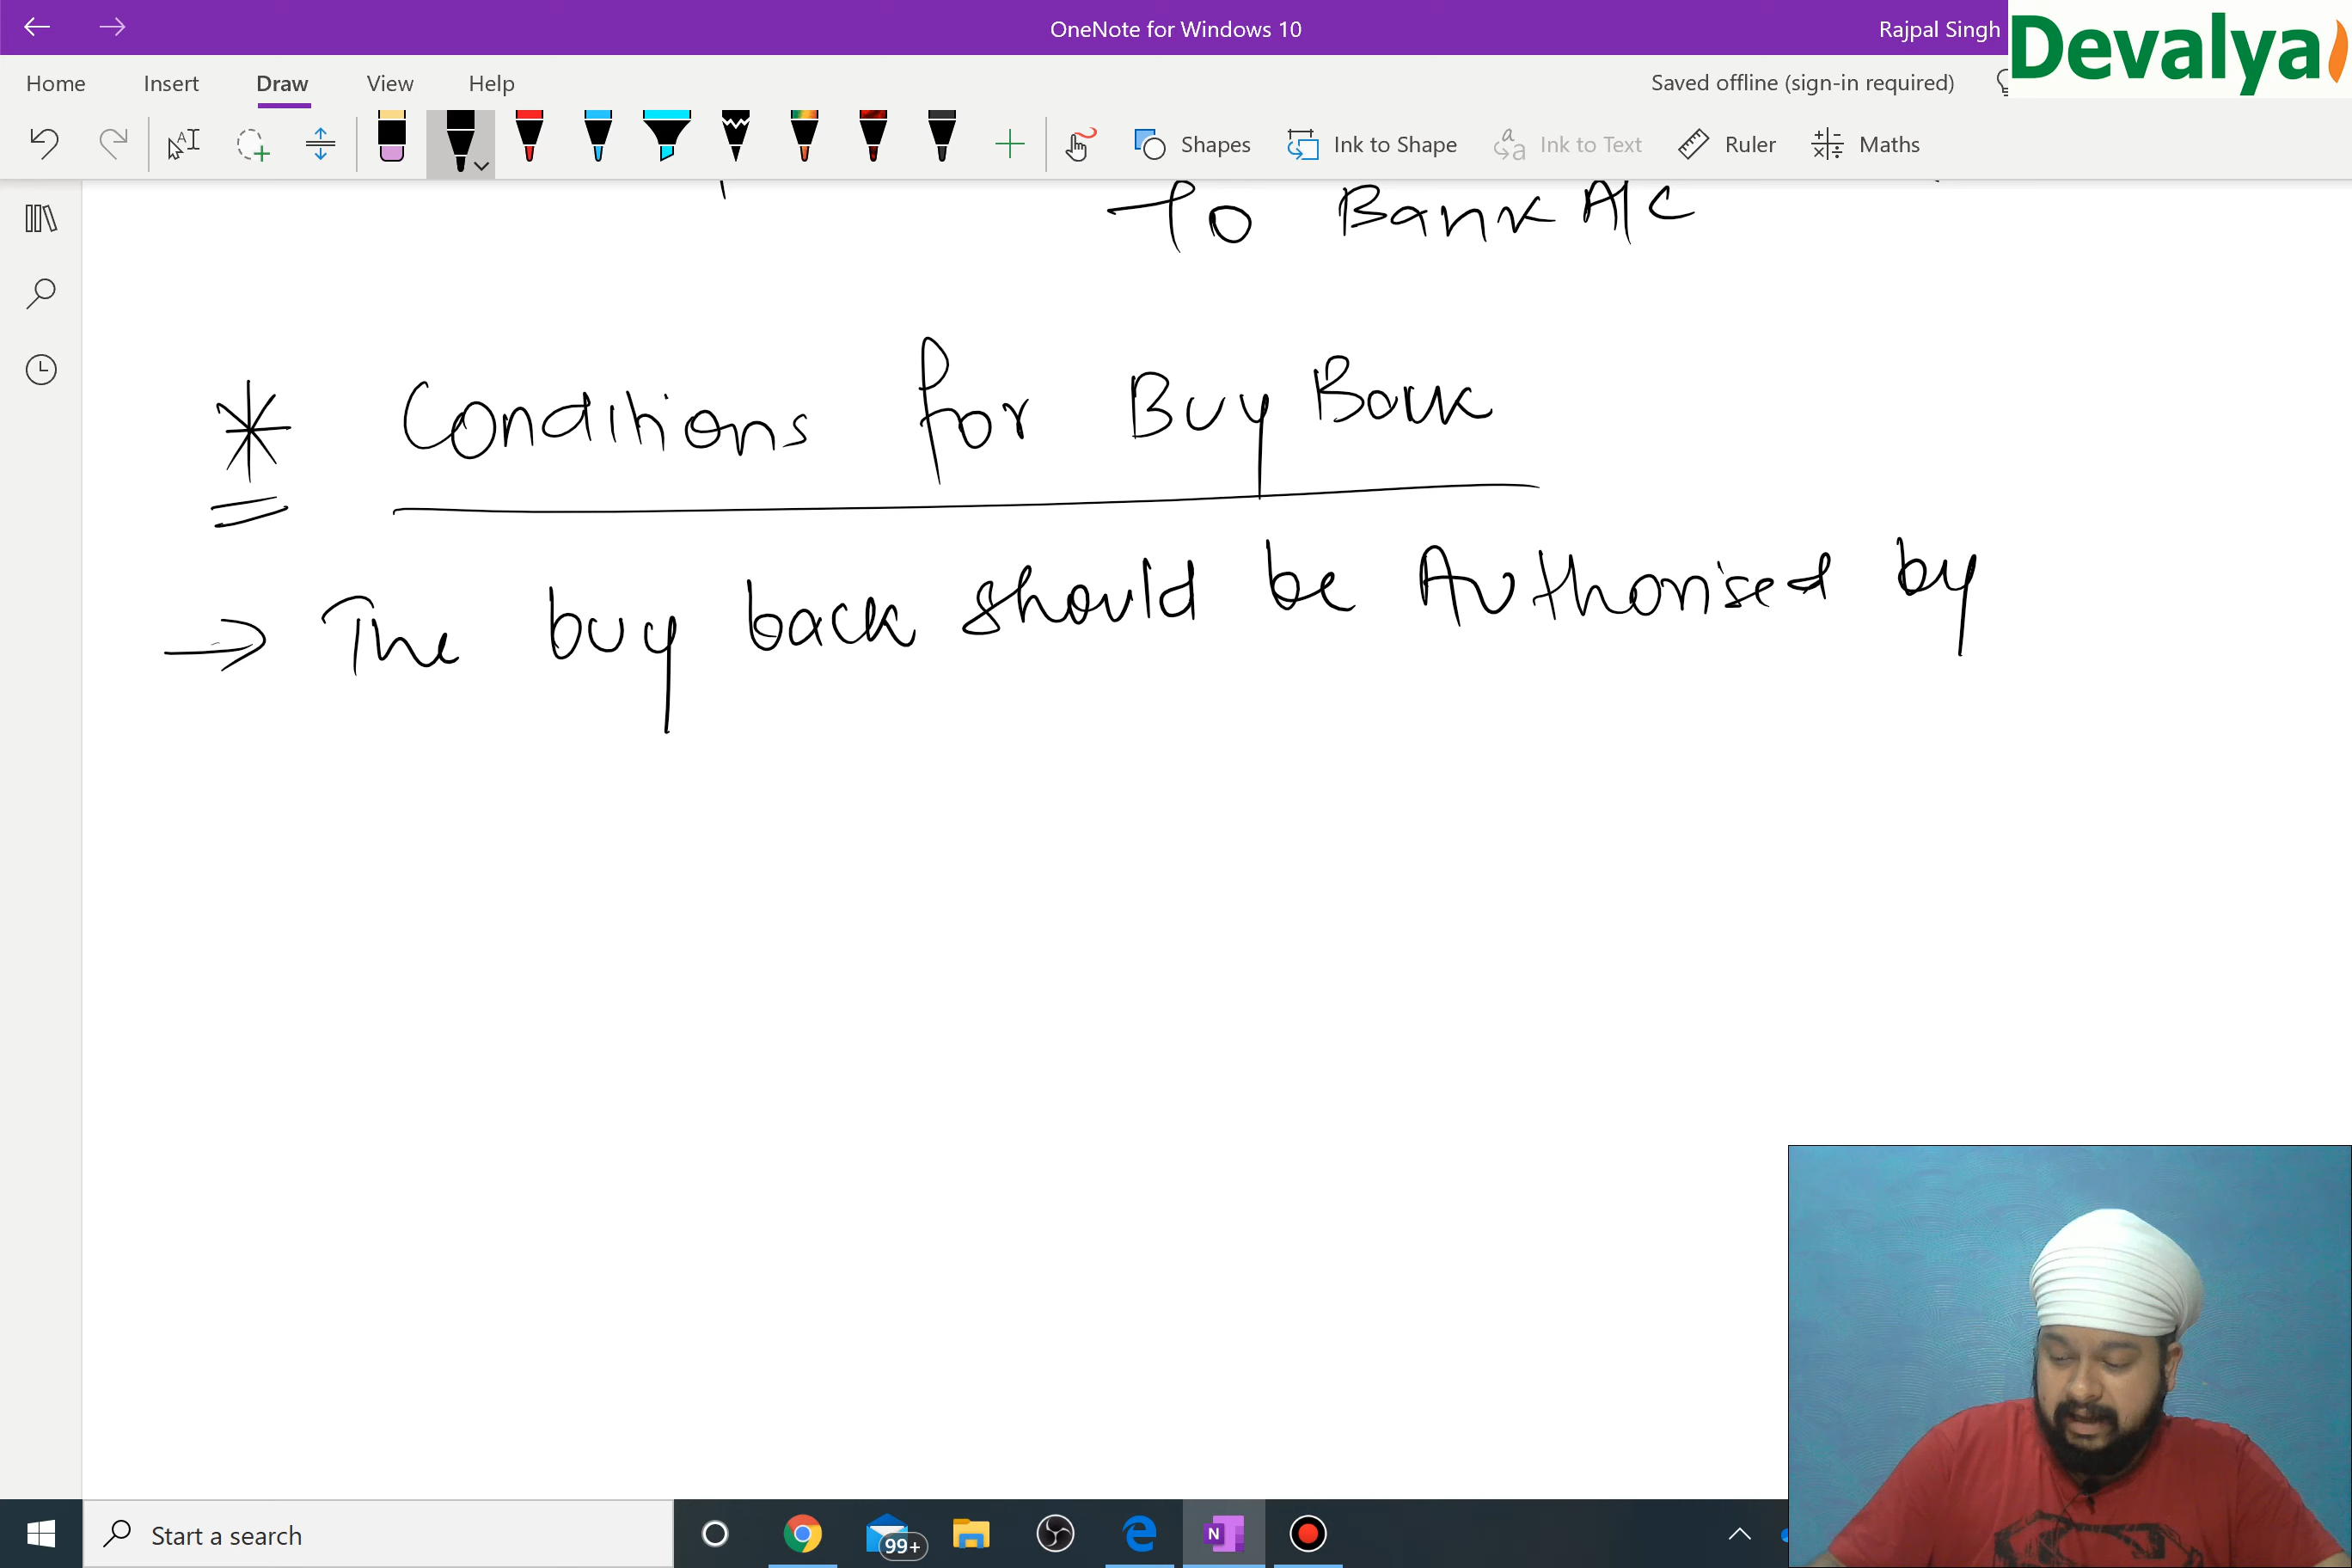 OneNote for Windows 10
Rajpal Singh
Devalya
Home Insert Draw View Help
Saved offline (sign-in required)
Shapes Ink to Shape Ink to Text Ruler Maths
To Bank A/C
* Conditions for Buy Back
→ The buy back should be Authorised by
Start a search
99+
N